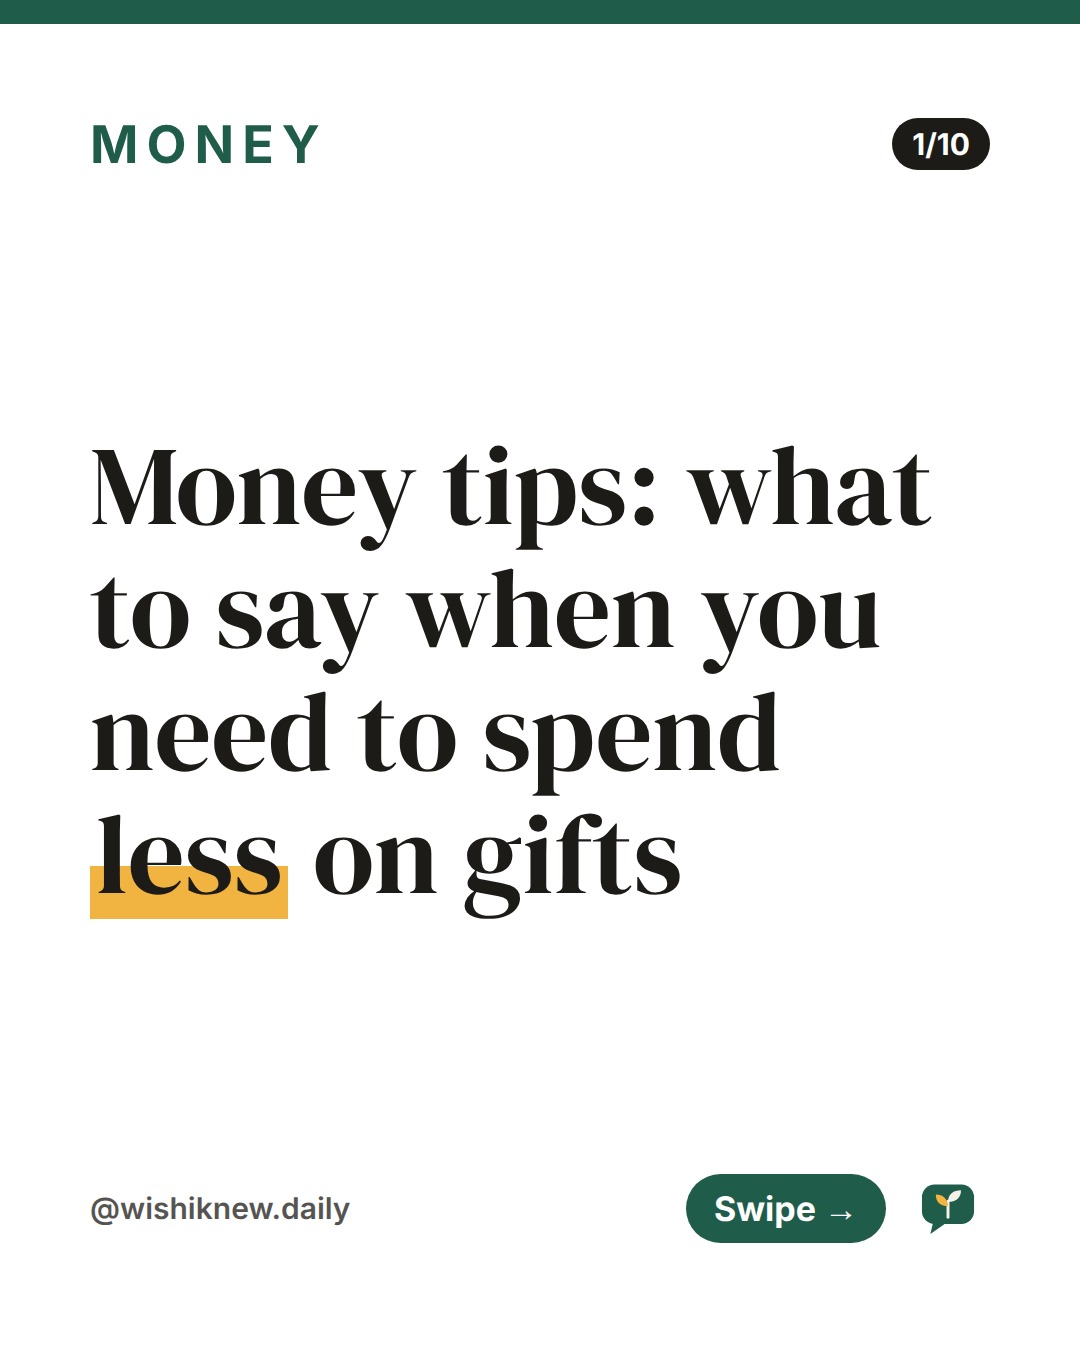 MONEY
1/10
Money tips: what
to say when you
need to spend
less on gifts
@wishiknew.daily
Swipe →